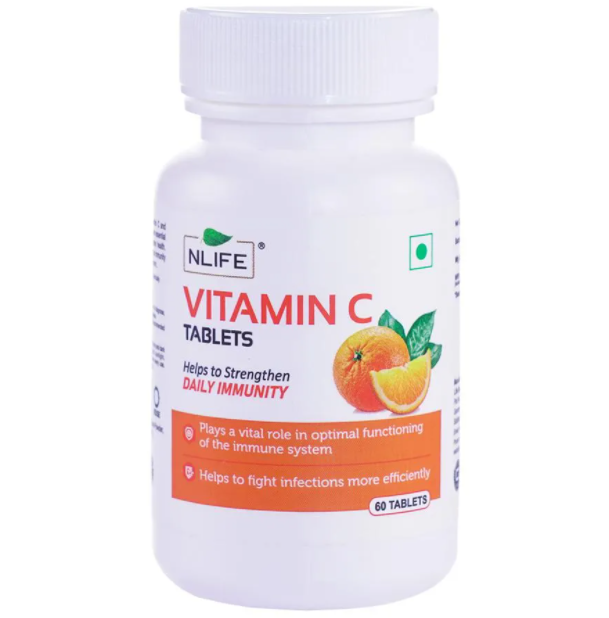 NLIFE®
VITAMIN C
TABLETS
Helps to Strengthen
DAILY IMMUNITY
Plays a vital role in optimal functioning
of the immune system
Helps to fight infections more efficiently
60 TABLETS